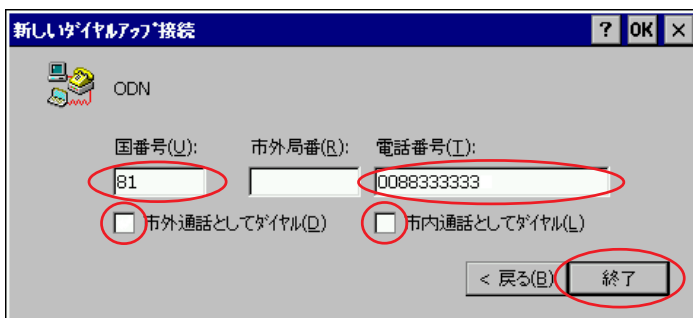 新しいﾀﾞｲﾔﾙｱｯﾌﾟ接続 ? OK ×
ODN
国番号(U): 市外局番(R): 電話番号(T):
81 0088333333
市外通話としてﾀﾞｲﾔﾙ(D) 市内通話としてﾀﾞｲﾔﾙ(L)
< 戻る(B) 終了